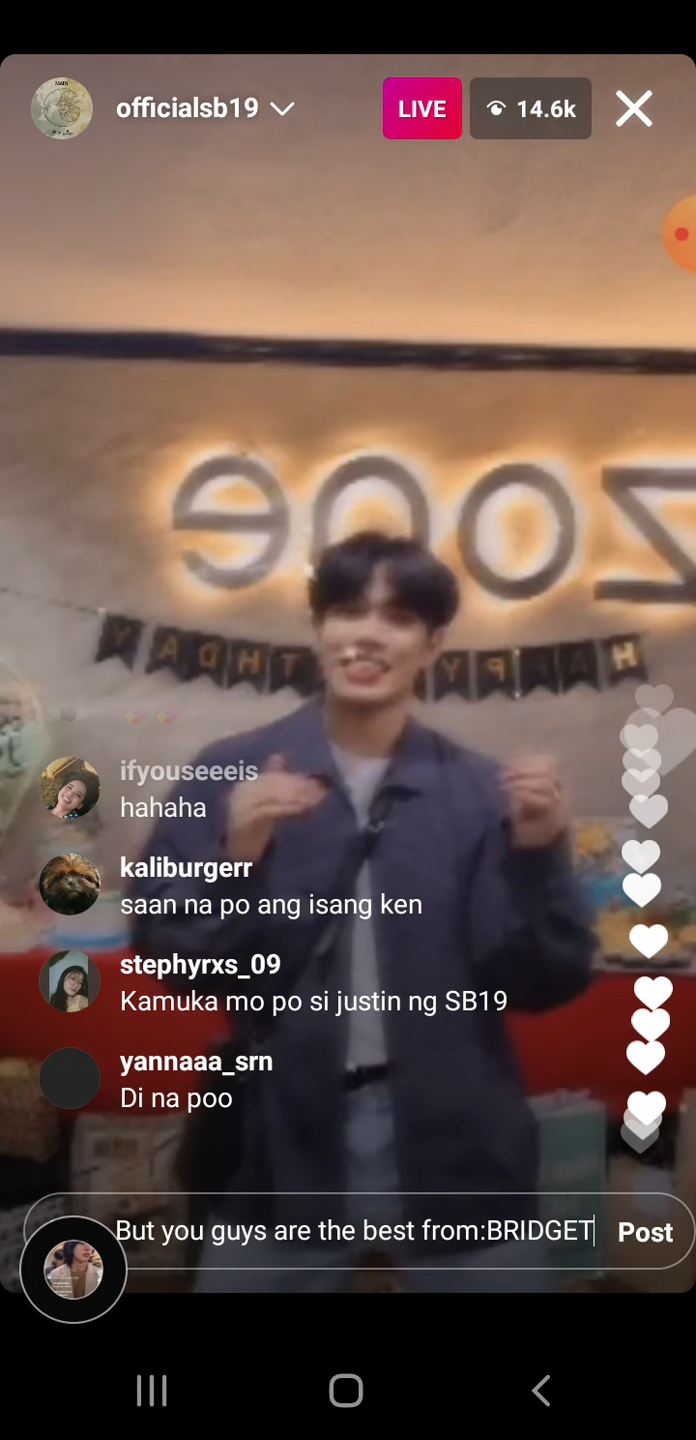 officialsb19
LIVE
14.6k
zone
HAPPY THDAY
ifyouseeeis
hahaha
kaliburgerr
saan na po ang isang ken
stephyrxs_09
Kamuka mo po si justin ng SB19
yannaaa_srn
Di na poo
But you guys are the best from:BRIDGET
Post